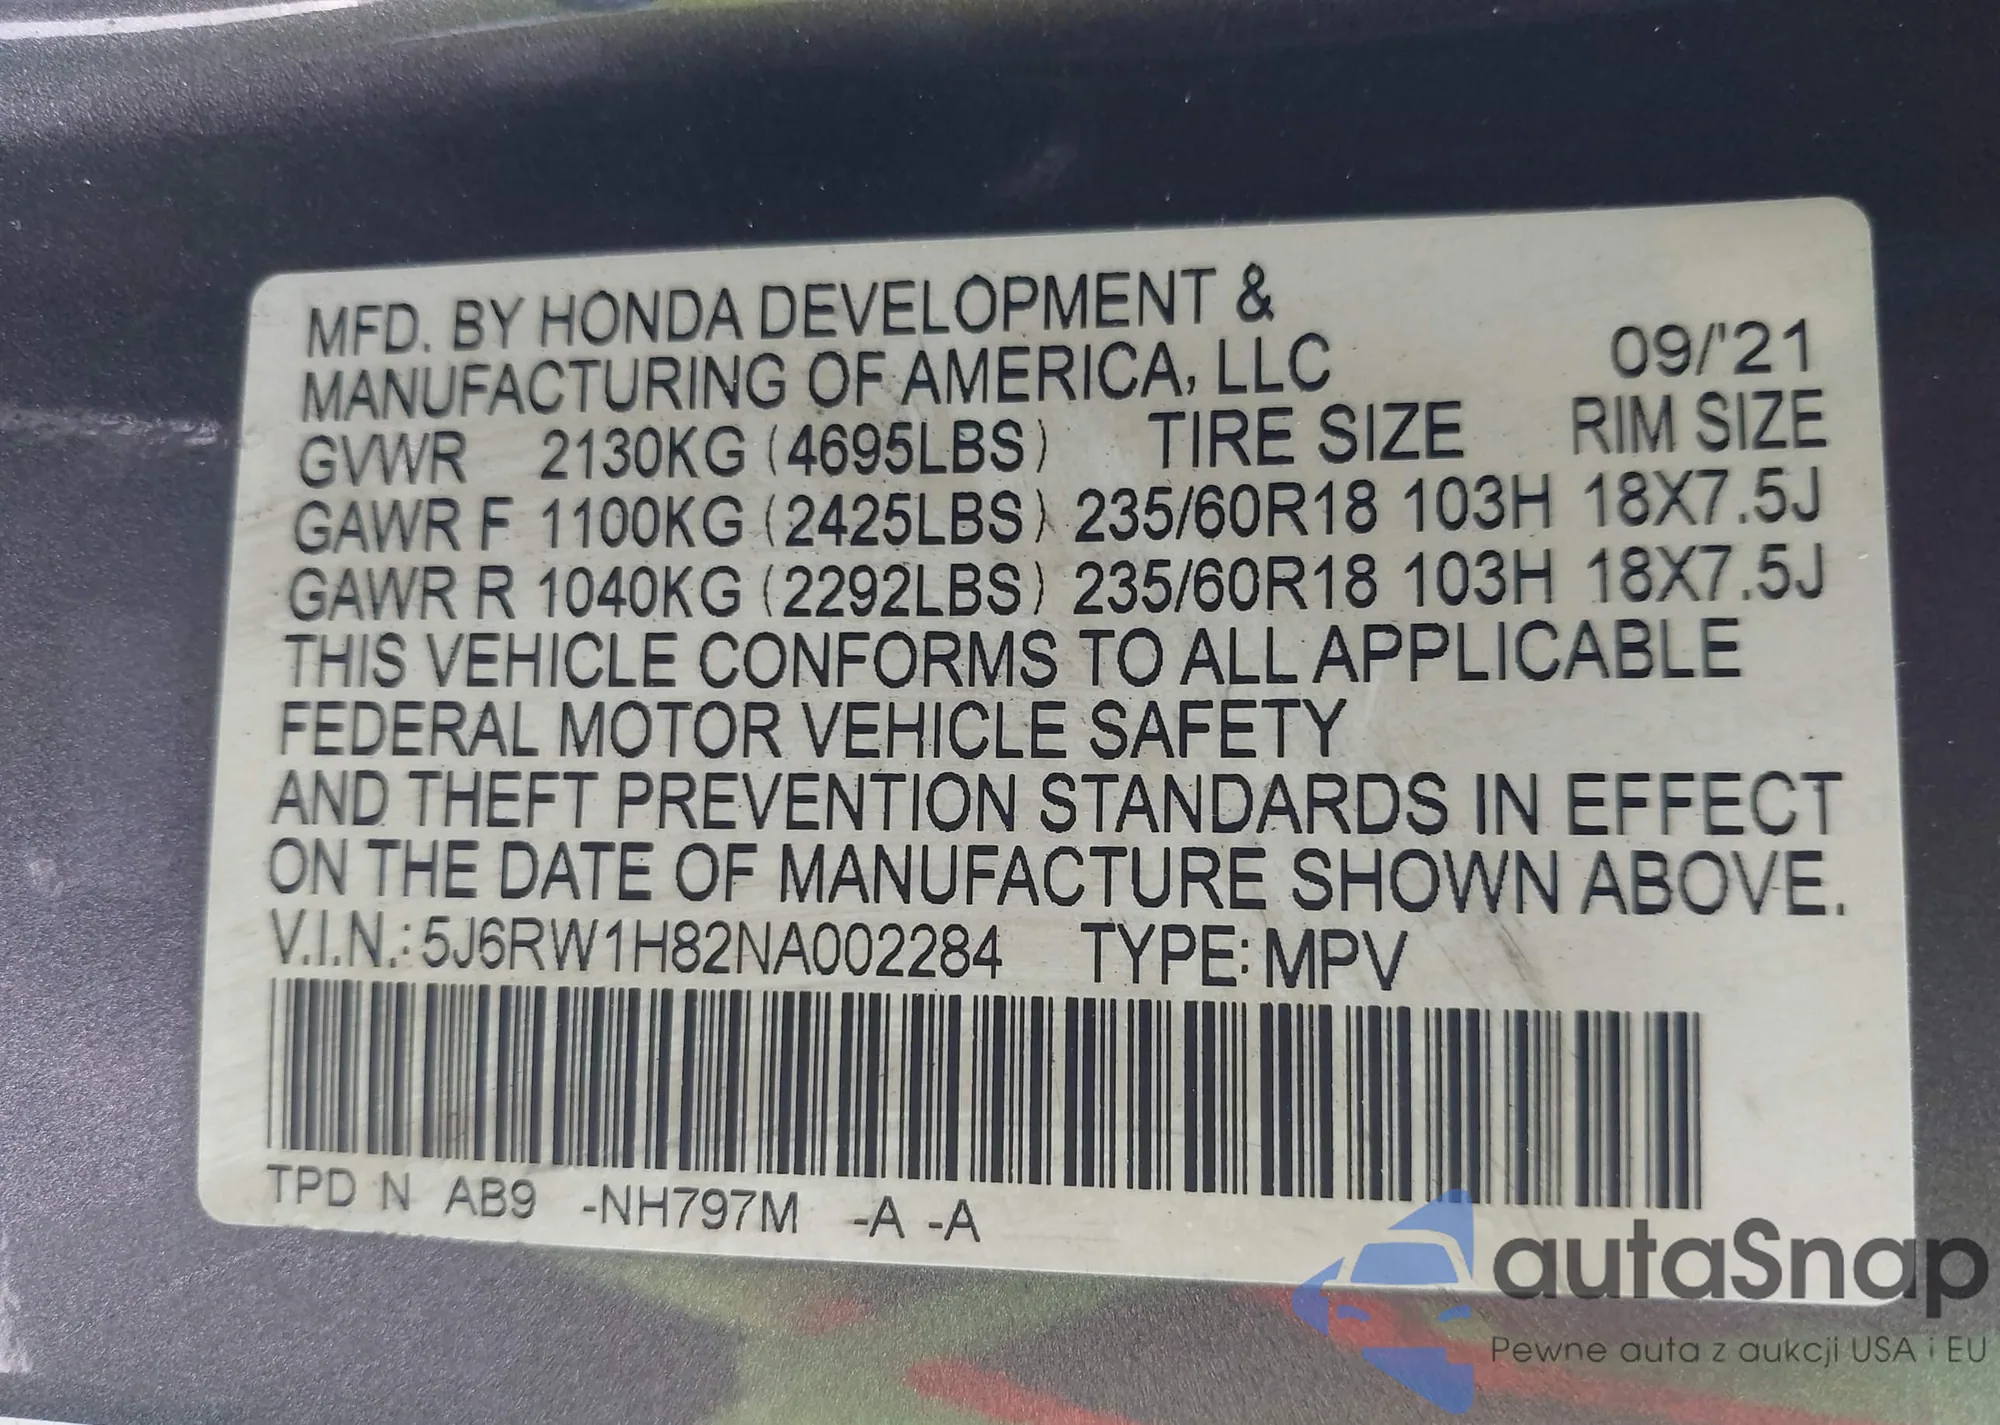 MFD. BY HONDA DEVELOPMENT &
MANUFACTURING OF AMERICA, LLC 09/'21
GVWR 2130KG (4695LBS) TIRE SIZE RIM SIZE
GAWR F 1100KG (2425LBS) 235/60R18 103H 18X7.5J
GAWR R 1040KG (2292LBS) 235/60R18 103H 18X7.5J
THIS VEHICLE CONFORMS TO ALL APPLICABLE
FEDERAL MOTOR VEHICLE SAFETY
AND THEFT PREVENTION STANDARDS IN EFFECT
ON THE DATE OF MANUFACTURE SHOWN ABOVE.
V.I.N.: 5J6RW1H82NA002284 TYPE: MPV
TPD N AB9 -NH797M -A -A
autaSnap
Pewne auta z aukcji USA i EU